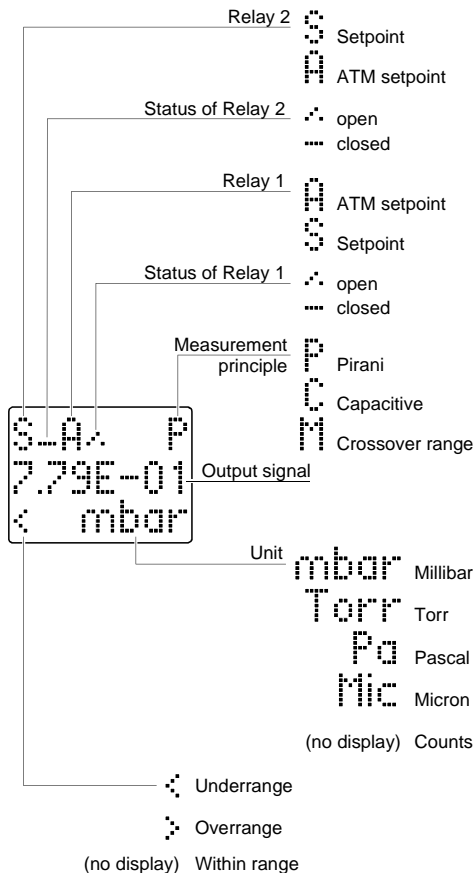 Relay 2 S Setpoint
A ATM setpoint
Status of Relay 2 open
closed
Relay 1 A ATM setpoint
S Setpoint
Status of Relay 1 open
closed
Measurement
principle P Pirani
C Capacitive
M Crossover range
S A P
7.79E-01 Output signal
< mbar
Unit mbar Millibar
Torr Torr
Pa Pascal
Mic Micron
(no display) Counts
< Underrange
> Overrange
(no display) Within range